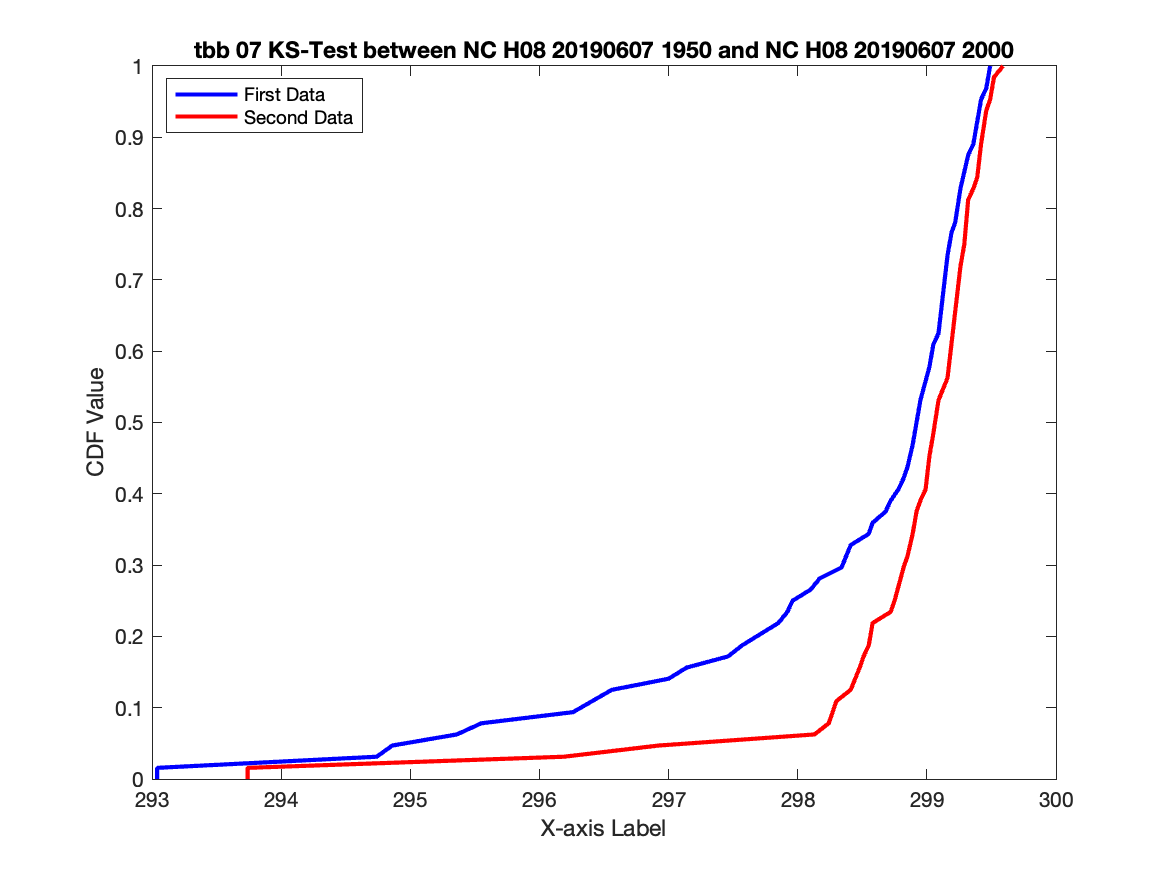 tbb 07 KS-Test between NC H08 20190607 1950 and NC H08 20190607 2000
First Data
Second Data
1
0.9
0.8
0.7
0.6
0.5
0.4
0.3
0.2
0.1
0
CDF Value
293 294 295 296 297 298 299 300
X-axis Label